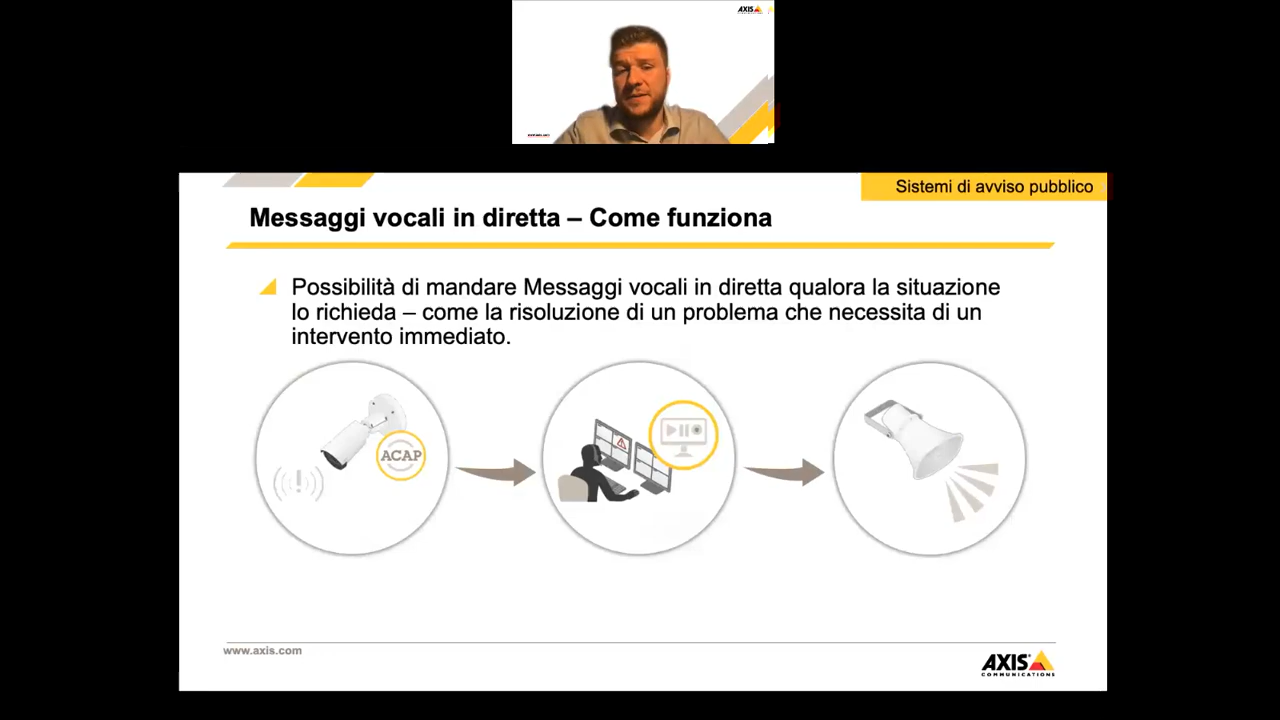 AXIS
COMMUNICATIONS
Sistemi di avviso pubblico
Messaggi vocali in diretta – Come funziona
Possibilità di mandare Messaggi vocali in diretta qualora la situazione
lo richieda – come la risoluzione di un problema che necessita di un
intervento immediato.
ACAP
www.axis.com
AXIS
COMMUNICATIONS